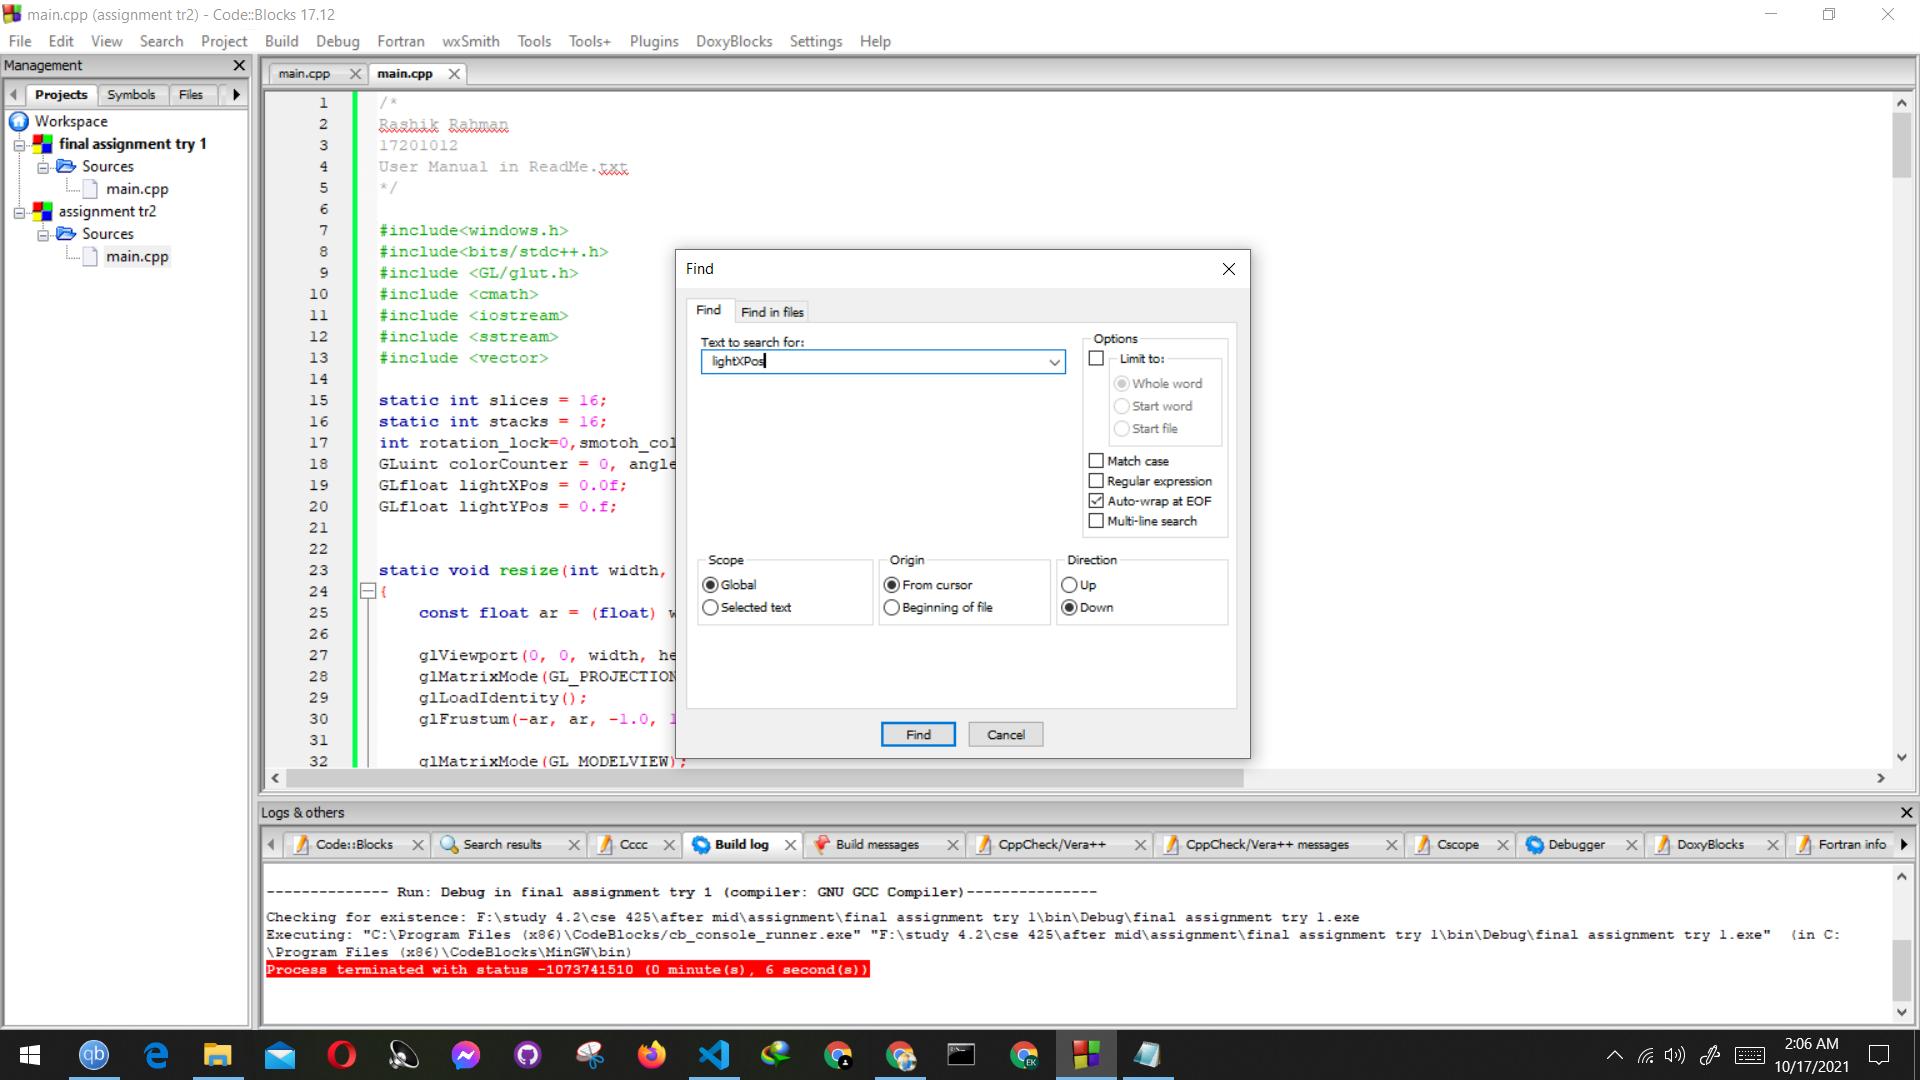 main.cpp (assignment tr2) - Code::Blocks 17.12
File Edit View Search Project Build Debug Fortran wxSmith Tools Tools+ Plugins DoxyBlocks Settings Help
Management
Projects Symbols Files
Workspace
final assignment try 1
Sources
main.cpp
assignment tr2
Sources
main.cpp
main.cpp main.cpp
1 /*
2 Rashik Rahman
3 17201012
4 User Manual in ReadMe.txt
5 */
6
7 #include<windows.h>
8 #include<bits/stdc++.h>
9 #include <GL/glut.h>
10 #include <cmath>
11 #include <iostream>
12 #include <sstream>
13 #include <vector>
14
15 static int slices = 16;
16 static int stacks = 16;
17 int rotation_lock=0,smotoh_col
18 GLuint colorCounter = 0, angle
19 GLfloat lightXPos = 0.0f;
20 GLfloat lightYPos = 0.f;
21
22
23 static void resize(int width,
24 {
25 const float ar = (float) w
26
27 glViewport(0, 0, width, he
28 glMatrixMode(GL_PROJECTION
29 glLoadIdentity();
30 glFrustum(-ar, ar, -1.0, 1
31
32 glMatrixMode(GL_MODELVIEW);
Find
Find Find in files
Text to search for:
lightXPos
Options
Limit to:
Whole word
Start word
Start file
Match case
Regular expression
Auto-wrap at EOF
Multi-line search
Scope
Global
Selected text
Origin
From cursor
Beginning of file
Direction
Up
Down
Find Cancel
Logs & others
Code::Blocks Search results Cccc Build log Build messages CppCheck/Vera++ CppCheck/Vera++ messages Cscope Debugger DoxyBlocks Fortran info
-------------- Run: Debug in final assignment try 1 (compiler: GNU GCC Compiler)---------------
Checking for existence: F:\study 4.2\cse 425\after mid\assignment\final assignment try 1\bin\Debug\final assignment try 1.exe
Executing: "C:\Program Files (x86)\CodeBlocks/cb_console_runner.exe" "F:\study 4.2\cse 425\after mid\assignment\final assignment try 1\bin\Debug\final assignment try 1.exe"  (in C:
\Program Files (x86)\CodeBlocks\MinGW\bin)
Process terminated with status -1073741510 (0 minute(s), 6 second(s))
qb
EK
2:06 AM
10/17/2021